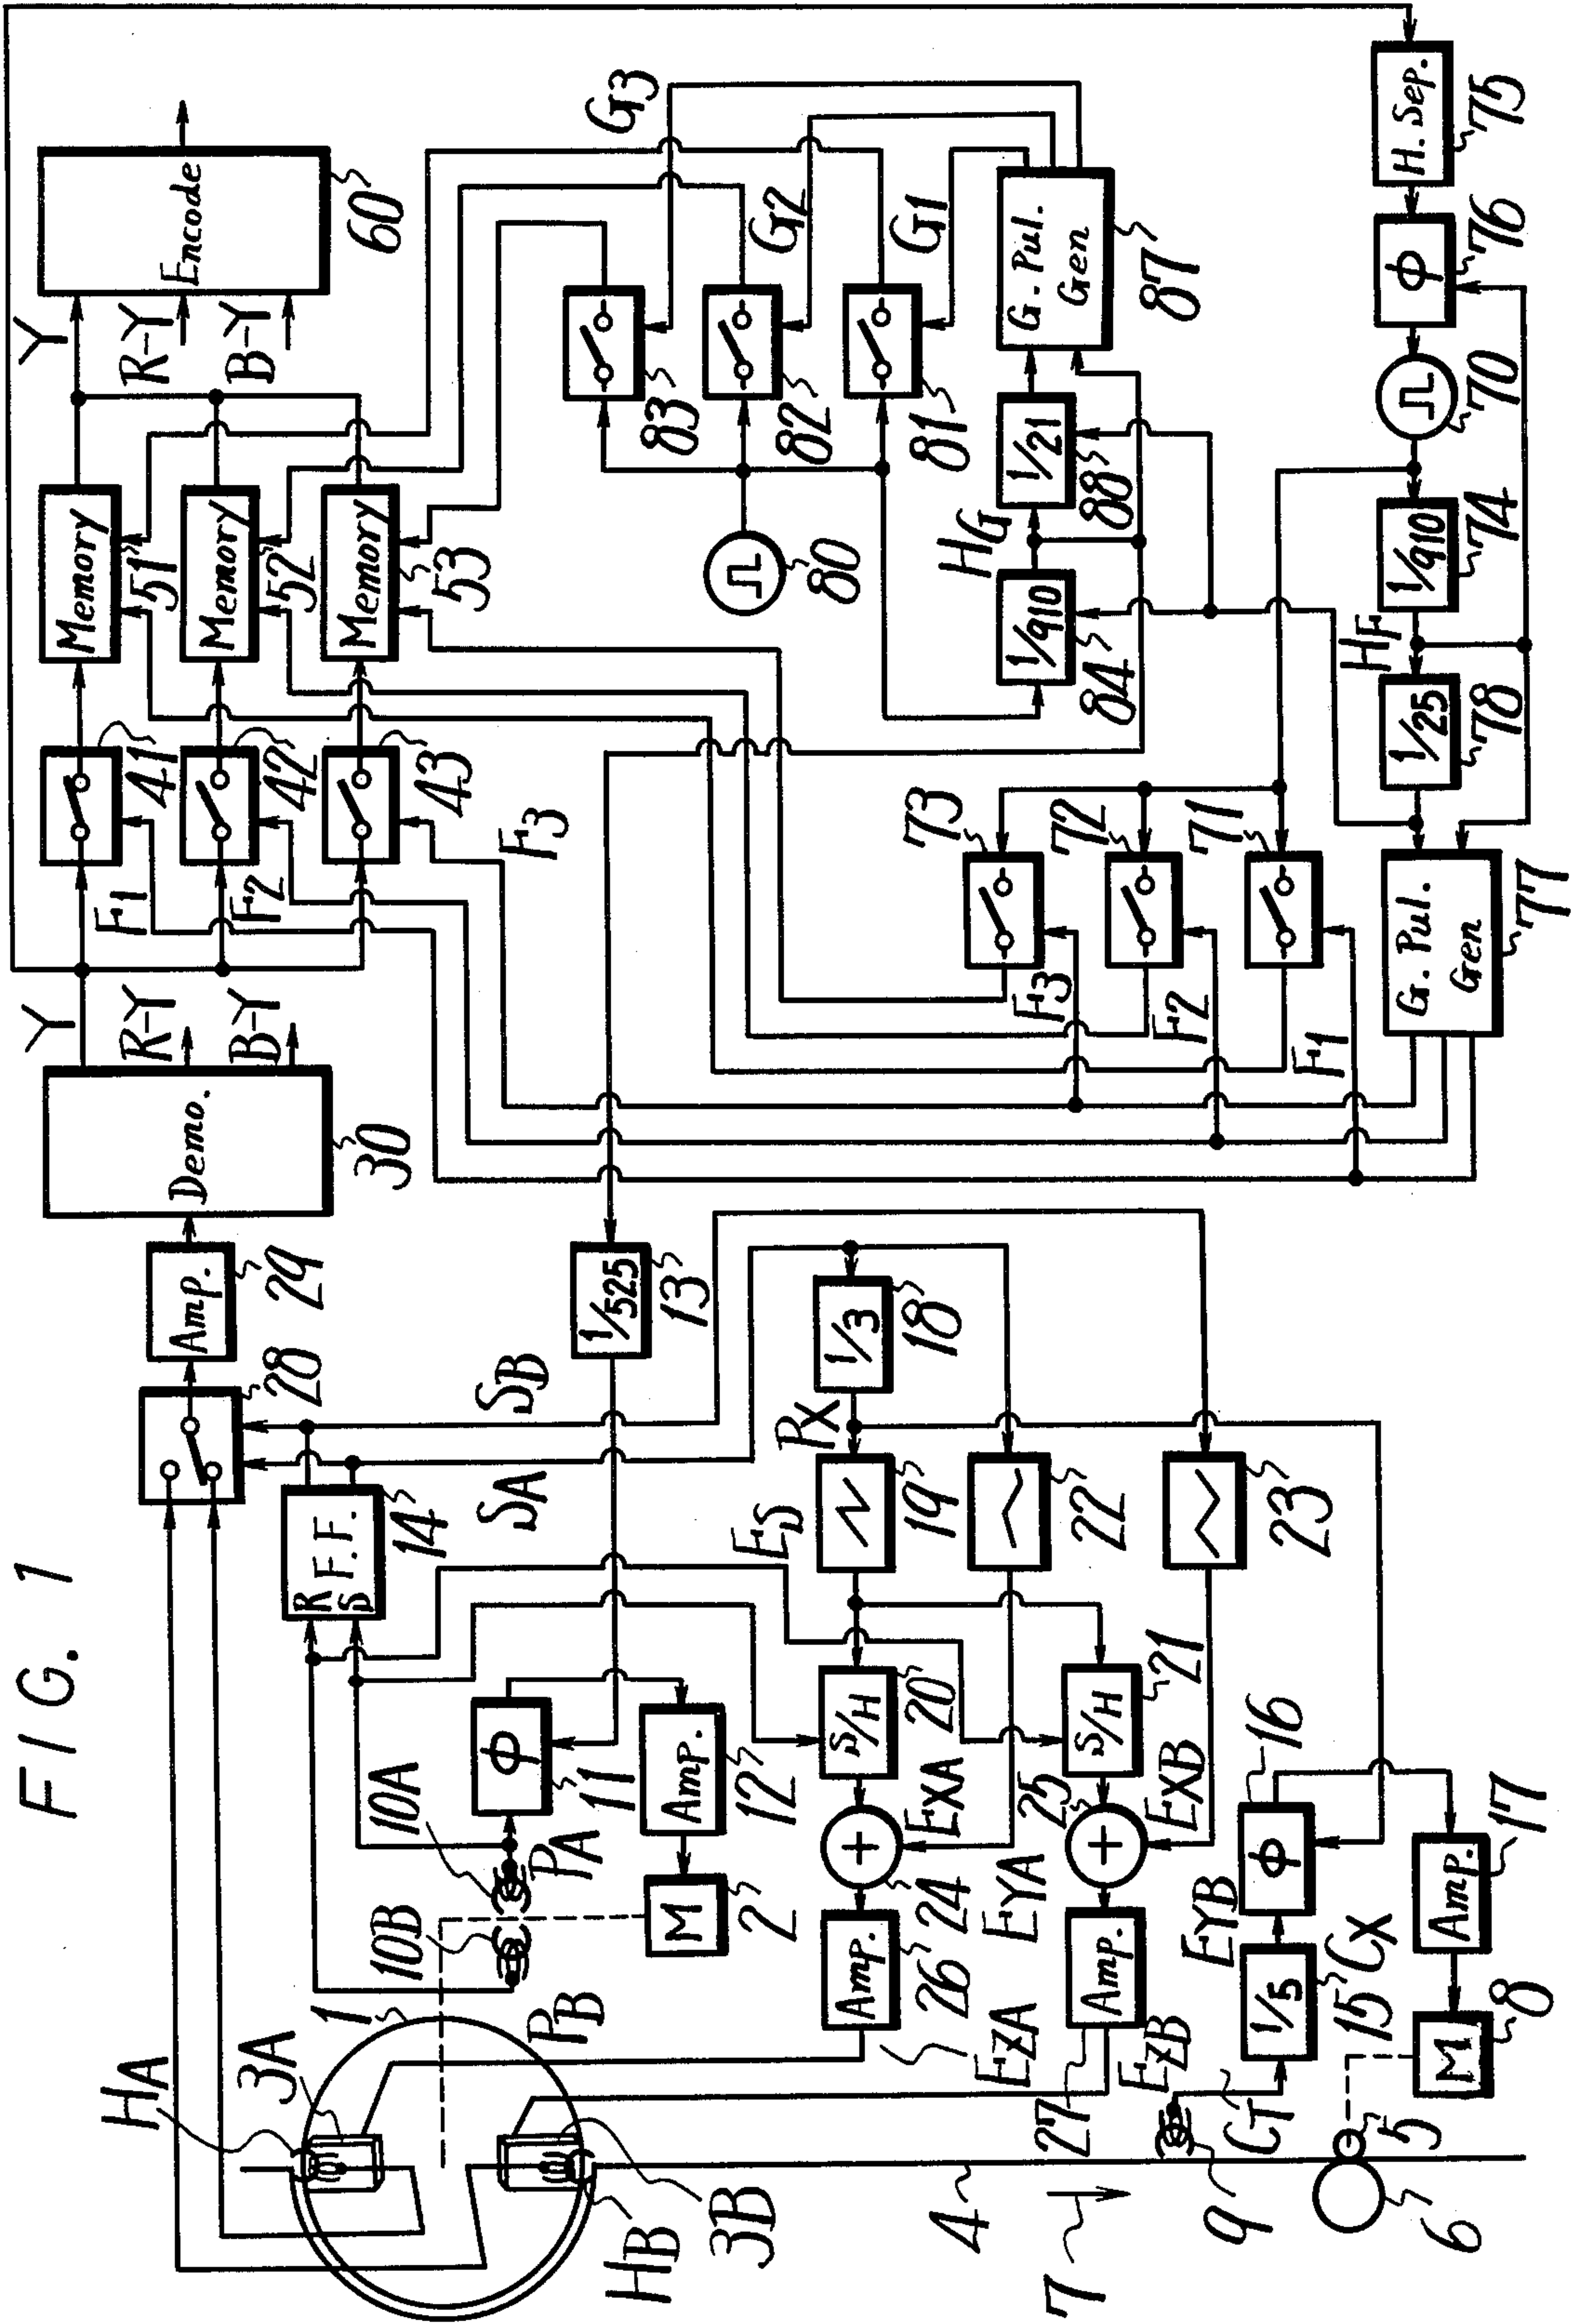 FIG. 1
HA
3A
1
HB
3B
4
7
9
5
6
8
M
17
Amp.
16
ϕ
15
1/5
CX
CT
10A
10B
PA
PB
2
M
12
Amp.
11
ϕ
14
R F.F.
S
SA
SB
28
29
Amp.
30
Demo.
Y
R-Y
B-Y
13
1/525
18
1/3
PX
19
ES
22
23
20
S/H
21
S/H
24
+
25
+
EXA
EXB
EYA
EYB
26
Amp.
27
Amp.
EZA
EZB
F1
F2
F3
41
42
43
Memory
51
Memory
52
Memory
53
Y
R-Y
B-Y
Encode
60
G3
G2
G1
83
82
81
80
HG
84
1/910
88
1/21
87
G. Pul.
Gen
73
72
71
F3
F2
F1
77
G. Pul.
Gen
78
1/25
HF
74
1/910
70
76
ϕ
75
H. Sep.